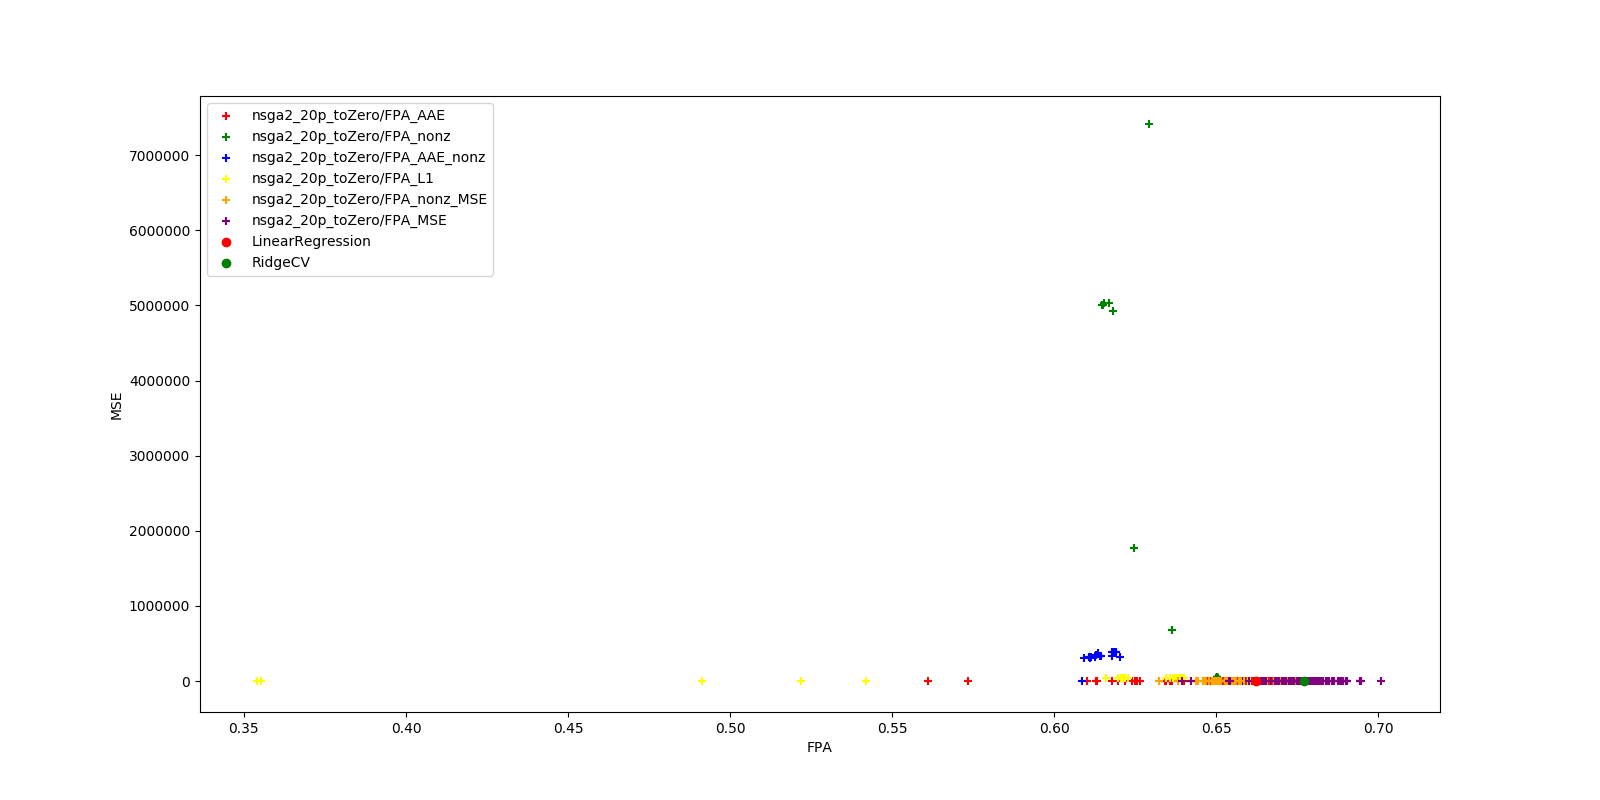 nsga2_20p_toZero/FPA_AAE
nsga2_20p_toZero/FPA_nonz
nsga2_20p_toZero/FPA_AAE_nonz
nsga2_20p_toZero/FPA_L1
nsga2_20p_toZero/FPA_nonz_MSE
nsga2_20p_toZero/FPA_MSE
LinearRegression
RidgeCV
7000000
6000000
5000000
4000000
3000000
2000000
1000000
0
MSE
0.35 0.40 0.45 0.50 0.55 0.60 0.65 0.70
FPA